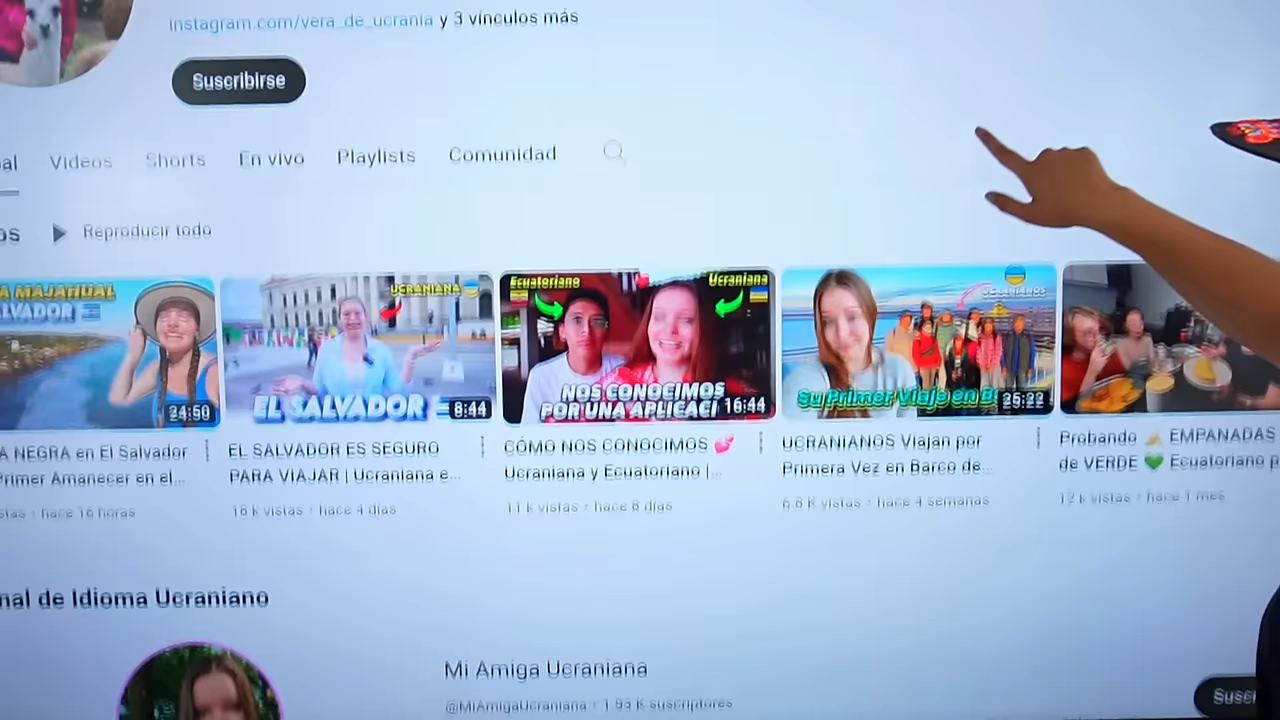 instagram.com/vera_de_ucrania y 3 vínculos más
Suscribirse
Videos Shorts En vivo Playlists Comunidad
Reproducir todo
A MAJAHUAL
LVADOR
24:50
UCRANIANA
EL SALVADOR
8:44
Ecuatoriano
Ucraniana
NOS CONOCIMOS
POR UNA APLICACI
16:44
UCRANIANOS
Su Primer Viaje en B
25:22
A NEGRA en El Salvador
Primer Amanecer en el...
hace 16 horas
EL SALVADOR ES SEGURO
PARA VIAJAR | Ucraniana e...
16 K vistas · hace 4 días
CÓMO NOS CONOCIMOS 💕
Ucraniana y Ecuatoriano |...
11 K vistas · hace 8 días
UCRANIANOS Viajan por
Primera Vez en Barco de...
6,8 K vistas · hace 4 semanas
Probando 🥟 EMPANADAS
de VERDE 💚 Ecuatoriano p
12 K vistas · hace 1 mes
nal de Idioma Ucraniano
Mi Amiga Ucraniana
@MiAmigaUcraniana · 1.93 K suscriptores
Suscr